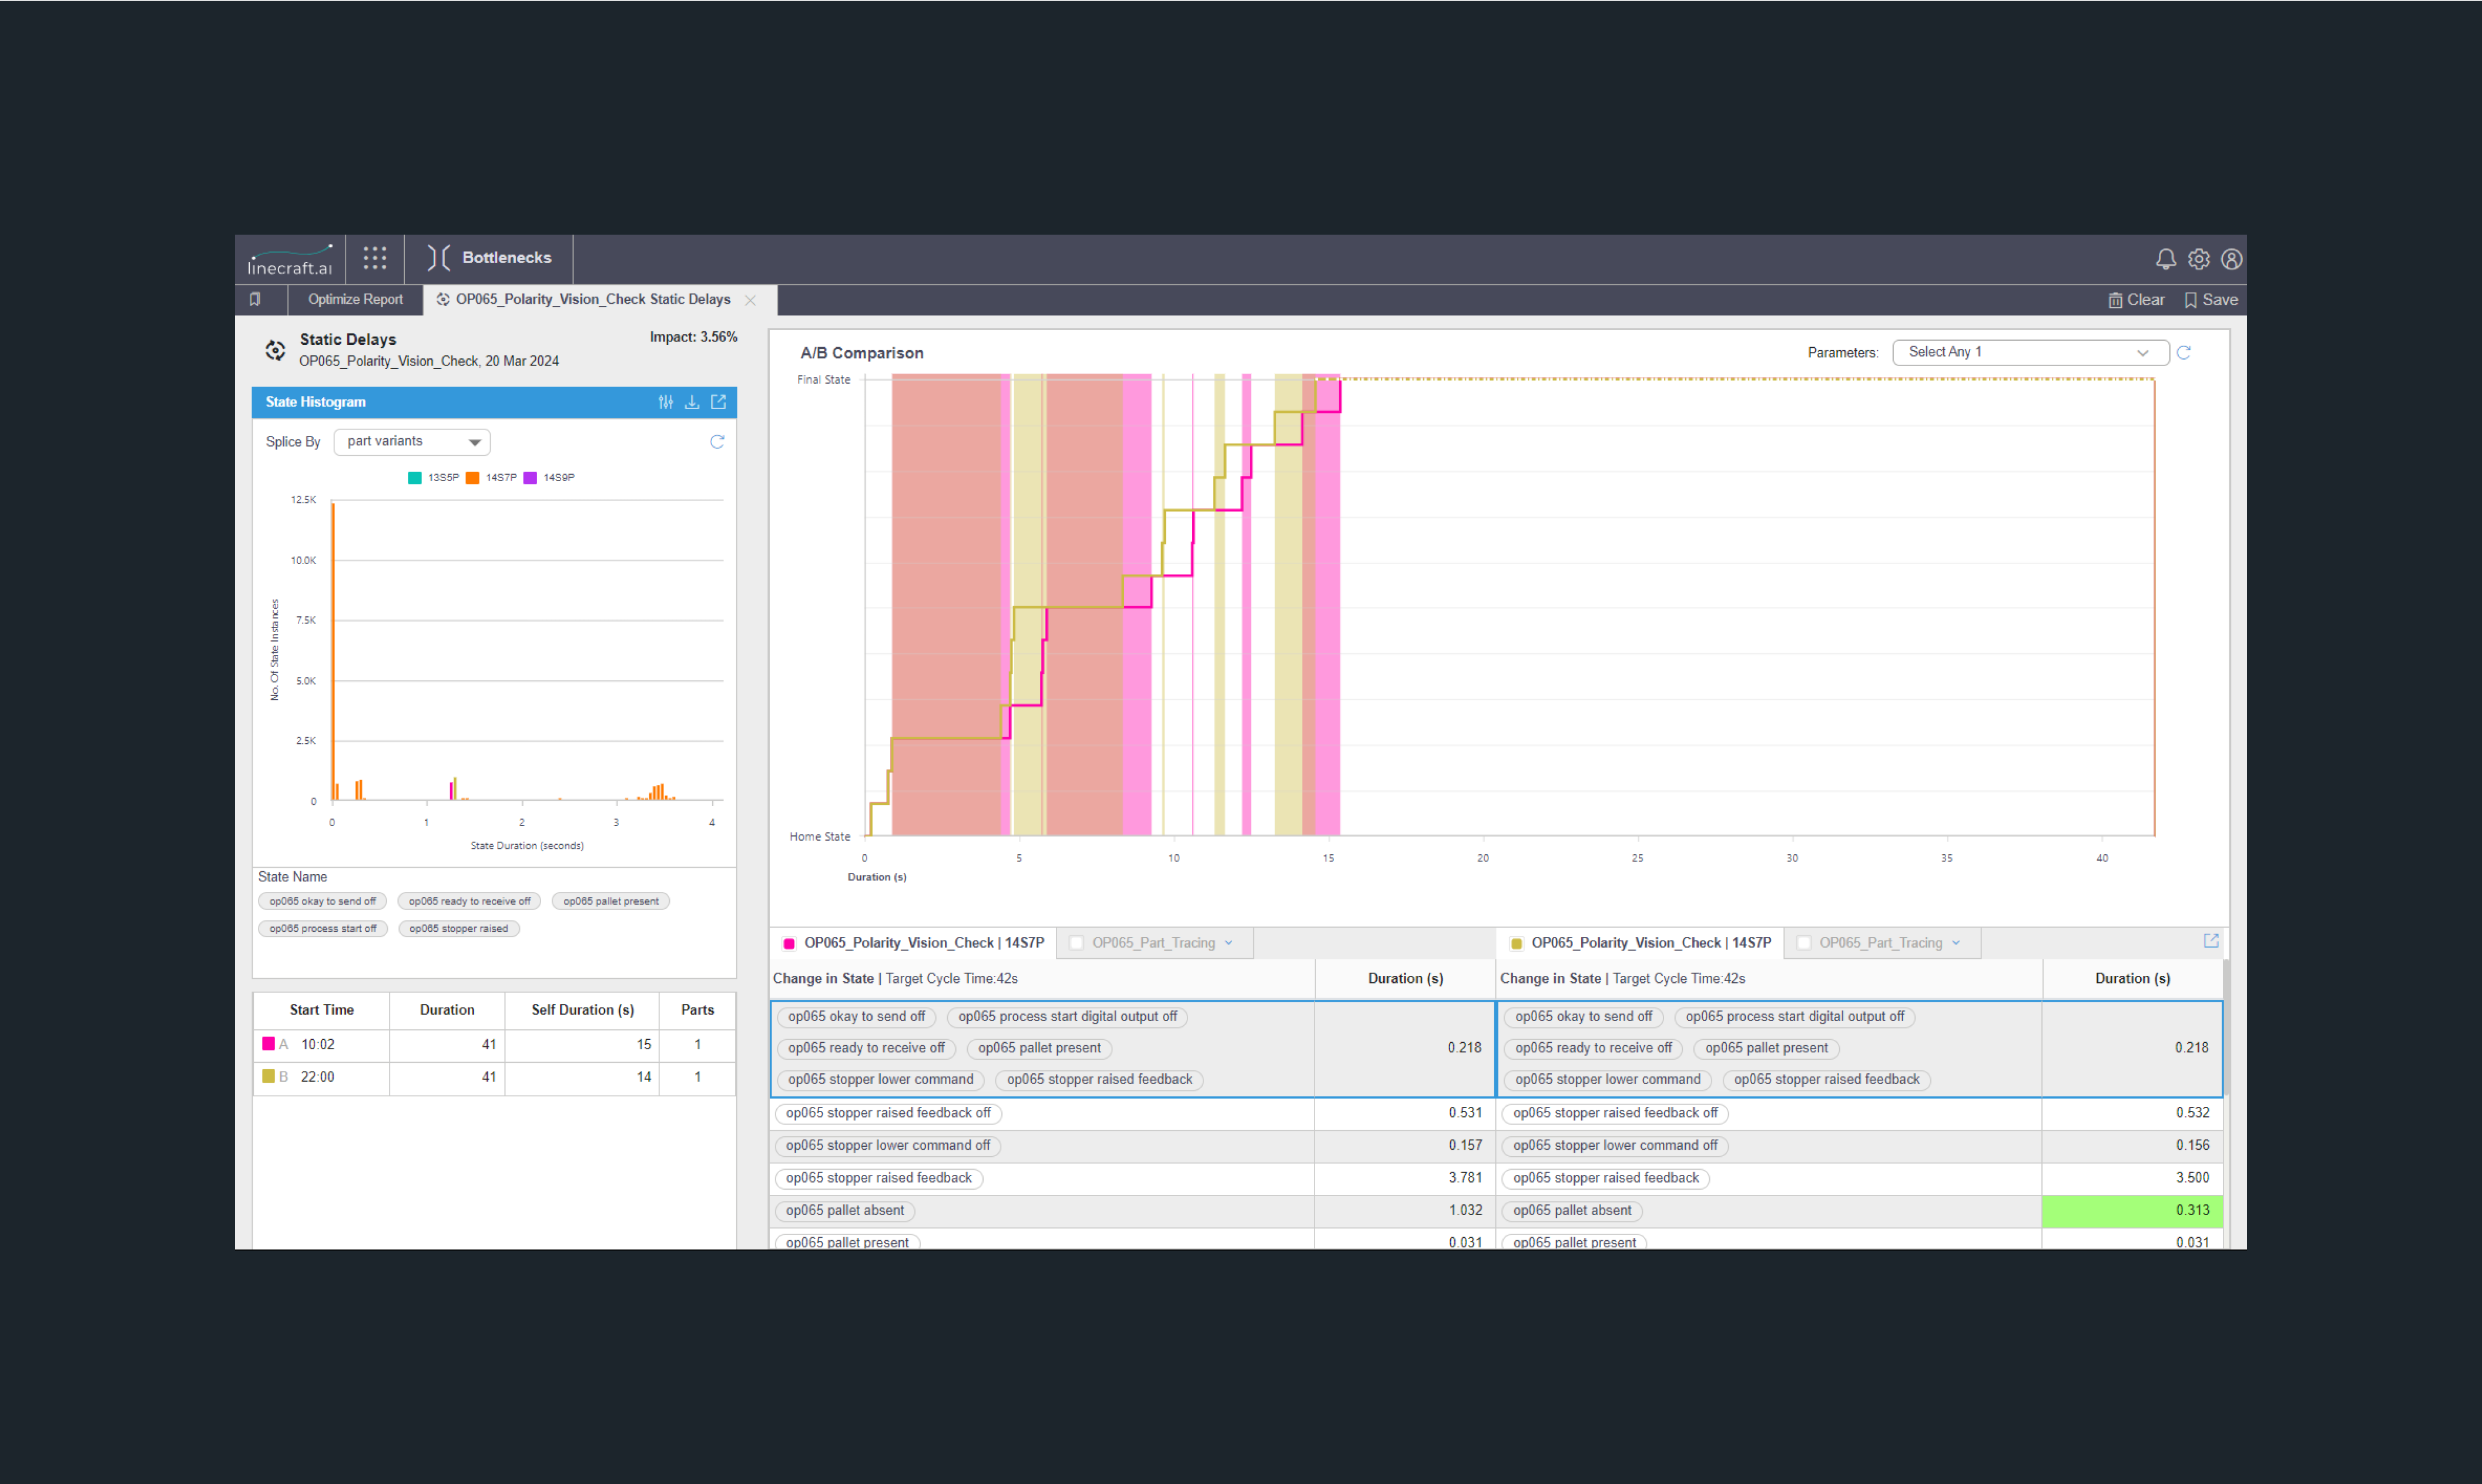 linecraft.ai
Bottlenecks
Optimize Report
OP065_Polarity_Vision_Check Static Delays
Clear
Save
Static Delays
Impact: 3.56%
OP065_Polarity_Vision_Check, 20 Mar 2024
State Histogram
Splice By
part variants
13S5P
14S7P
14S9P
12.5K
10.0K
7.5K
5.0K
2.5K
0
No. Of State Instances
0 1 2 3 4
State Duration (seconds)
State Name
op065 okay to send off
op065 ready to receive off
op065 pallet present
op065 process start off
op065 stopper raised
Start Time Duration Self Duration (s) Parts
A 10:02 41 15 1
B 22:00 41 14 1
A/B Comparison
Parameters:
Select Any 1
Final State
Home State
0 5 10 15 20 25 30 35 40
Duration (s)
OP065_Polarity_Vision_Check | 14S7P
OP065_Part_Tracing
Change in State | Target Cycle Time:42s
Duration (s)
op065 okay to send off
op065 process start digital output off
op065 ready to receive off
op065 pallet present
0.218
op065 stopper lower command
op065 stopper raised feedback
op065 stopper raised feedback off 0.531
op065 stopper lower command off 0.157
op065 stopper raised feedback 3.781
op065 pallet absent 1.032
op065 pallet present 0.031
OP065_Polarity_Vision_Check | 14S7P
OP065_Part_Tracing
Change in State | Target Cycle Time:42s
Duration (s)
op065 okay to send off
op065 process start digital output off
op065 ready to receive off
op065 pallet present
0.218
op065 stopper lower command
op065 stopper raised feedback
op065 stopper raised feedback off 0.532
op065 stopper lower command off 0.156
op065 stopper raised feedback 3.500
op065 pallet absent 0.313
op065 pallet present 0.031